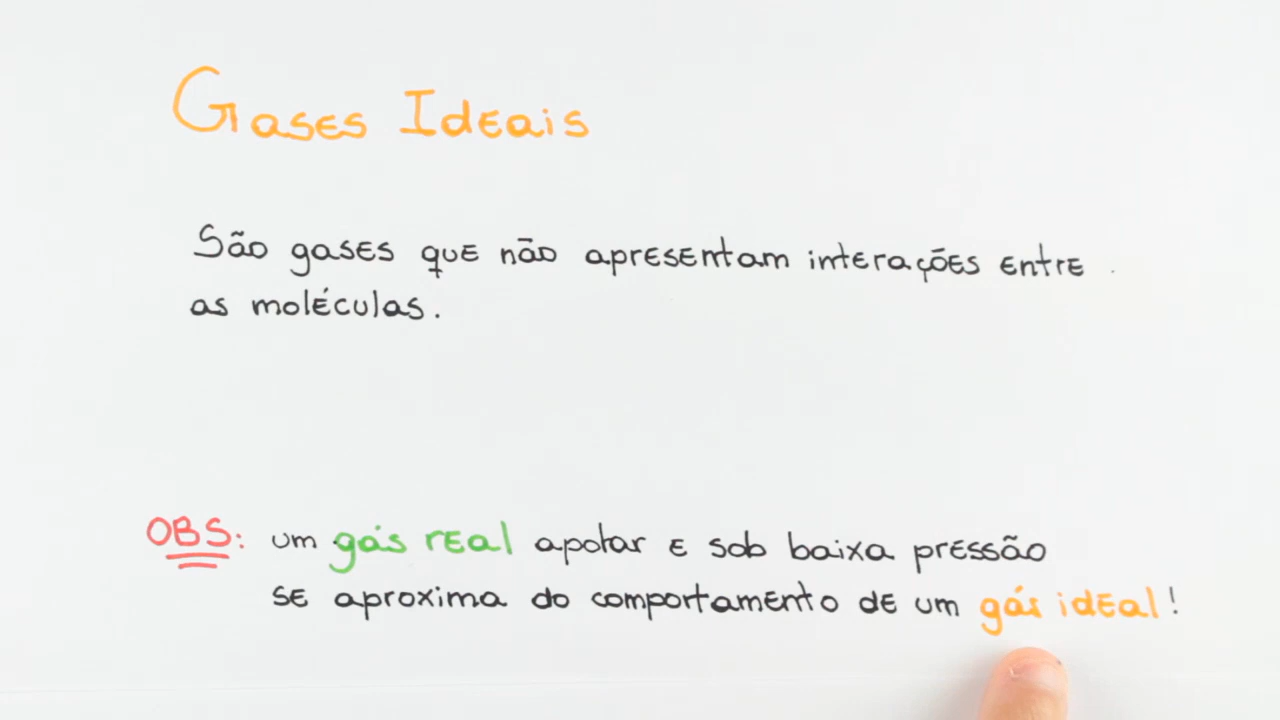 Gases Ideais
São gases que não apresentam interações entre
as moléculas.
OBS: um gás real apolar e sob baixa pressão
se aproxima do comportamento de um gás ideal!